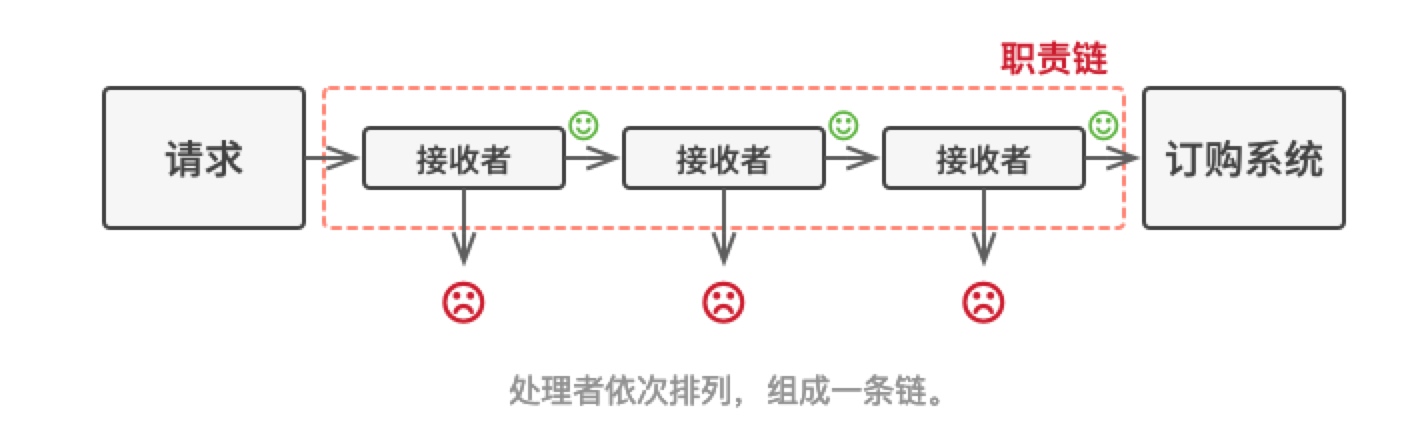 职责链
请求
接收者
接收者
接收者
订购系统
处理者依次排列，组成一条链。